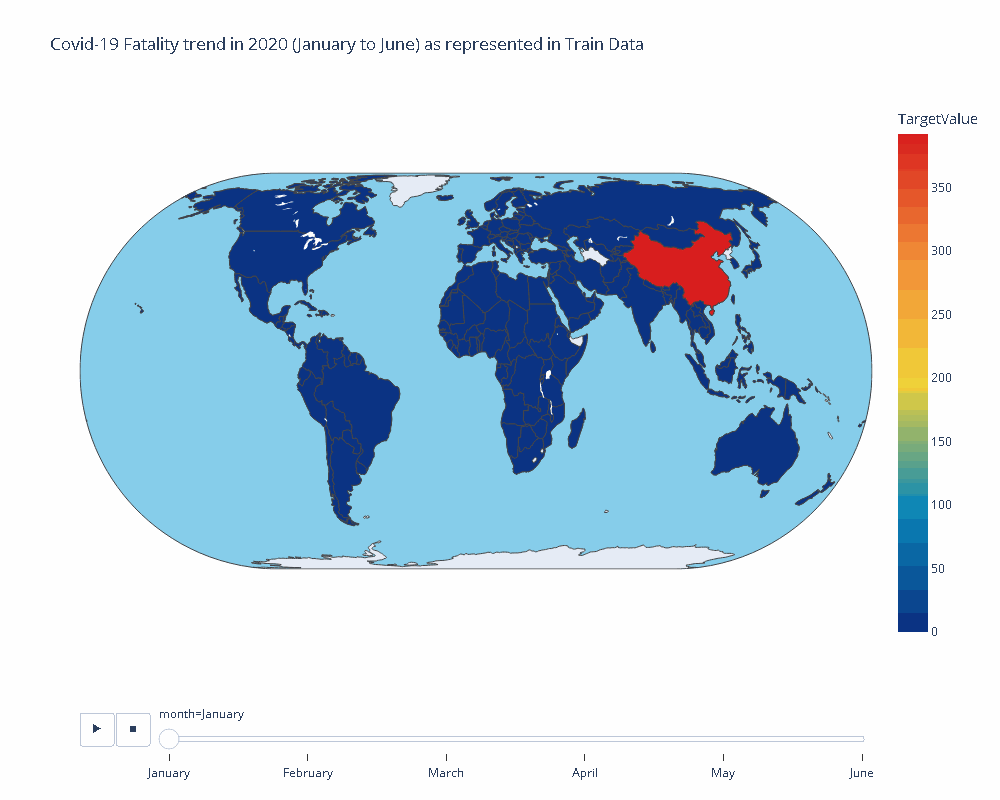 Covid-19 Fatality trend in 2020 (January to June) as represented in Train Data
TargetValue
350
300
250
200
150
100
50
0
month=January
January February March April May June